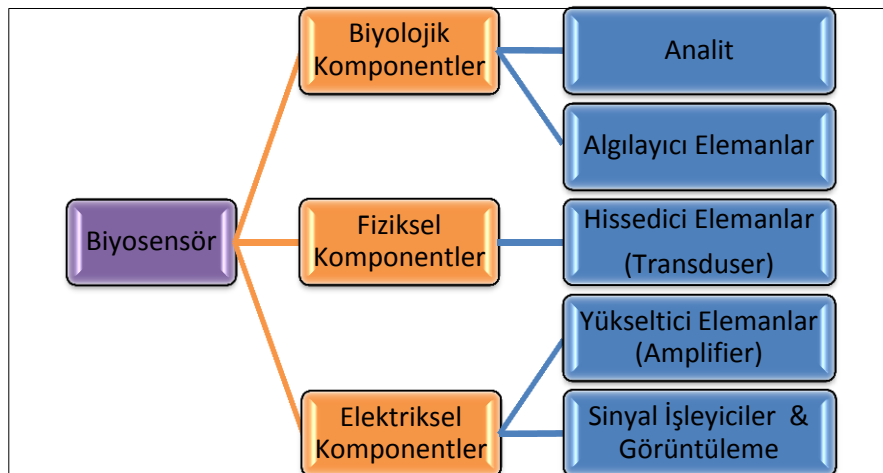 Biyosensör
Biyolojik
Komponentler
Analit
Algılayıcı Elemanlar
Fiziksel
Komponentler
Hissedici Elemanlar
(Transduser)
Elektriksel
Komponentler
Yükseltici Elemanlar
(Amplifier)
Sinyal İşleyiciler &
Görüntüleme